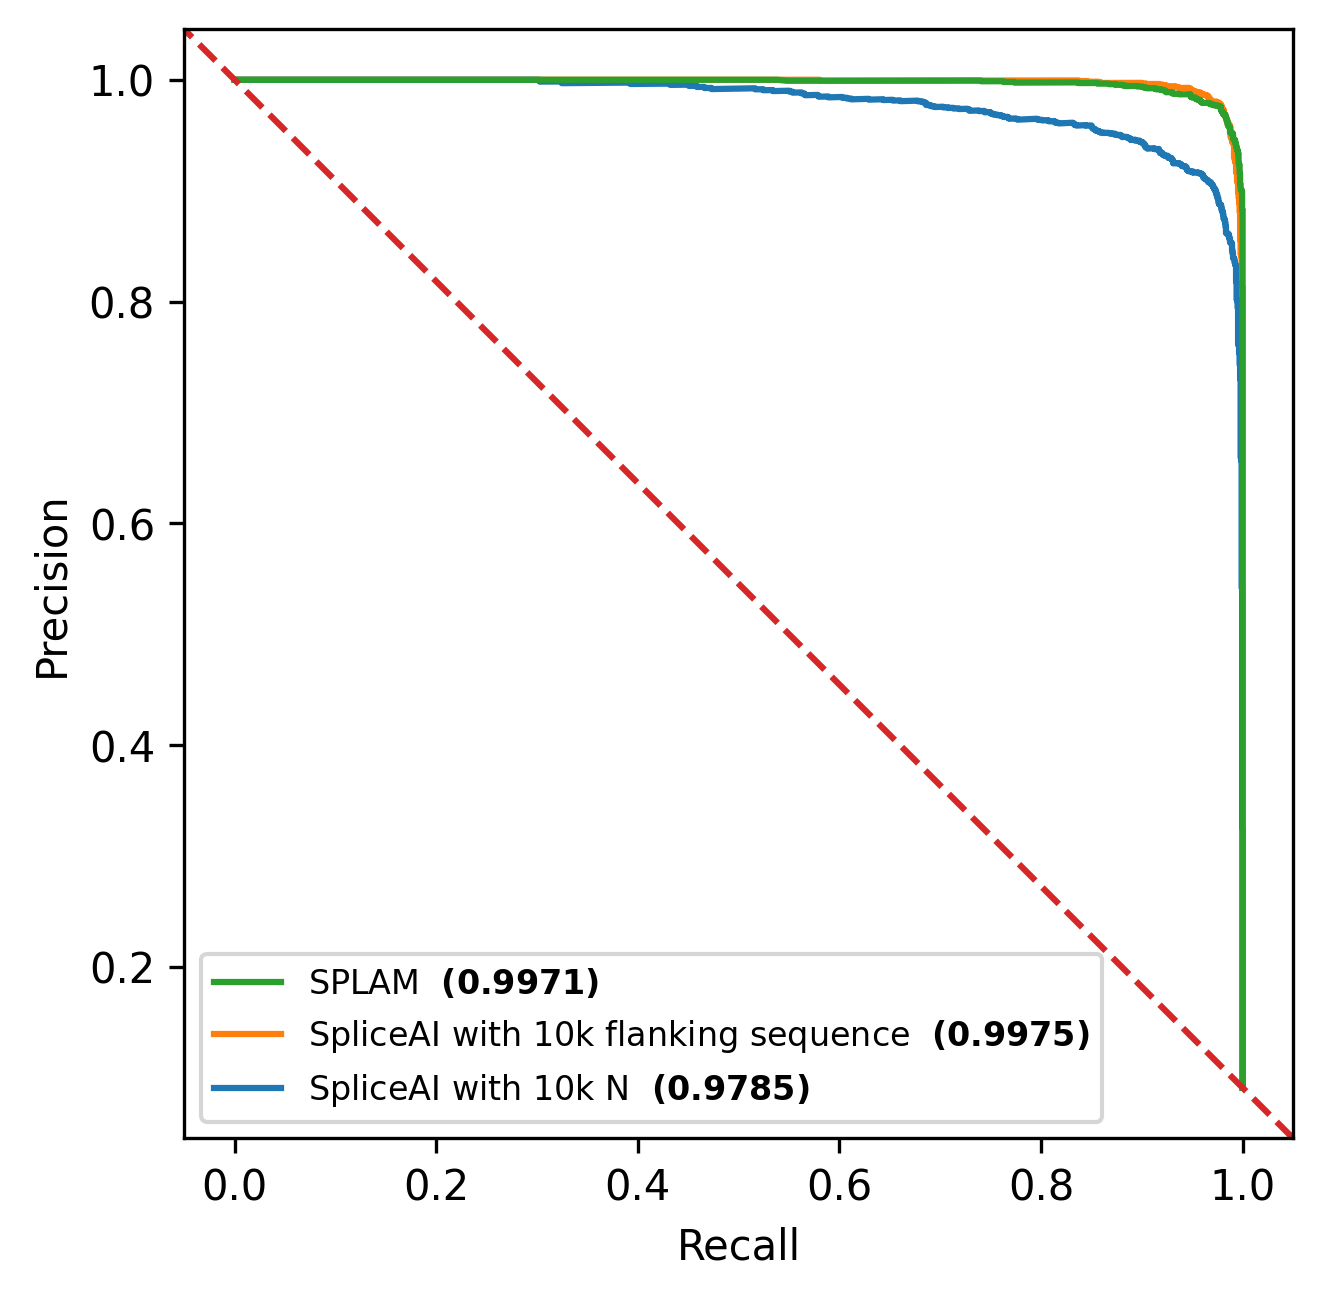 1.0
0.8
0.6
0.4
0.2
Precision
SPLAM (0.9971)
SpliceAI with 10k flanking sequence (0.9975)
SpliceAI with 10k N (0.9785)
0.0 0.2 0.4 0.6 0.8 1.0
Recall